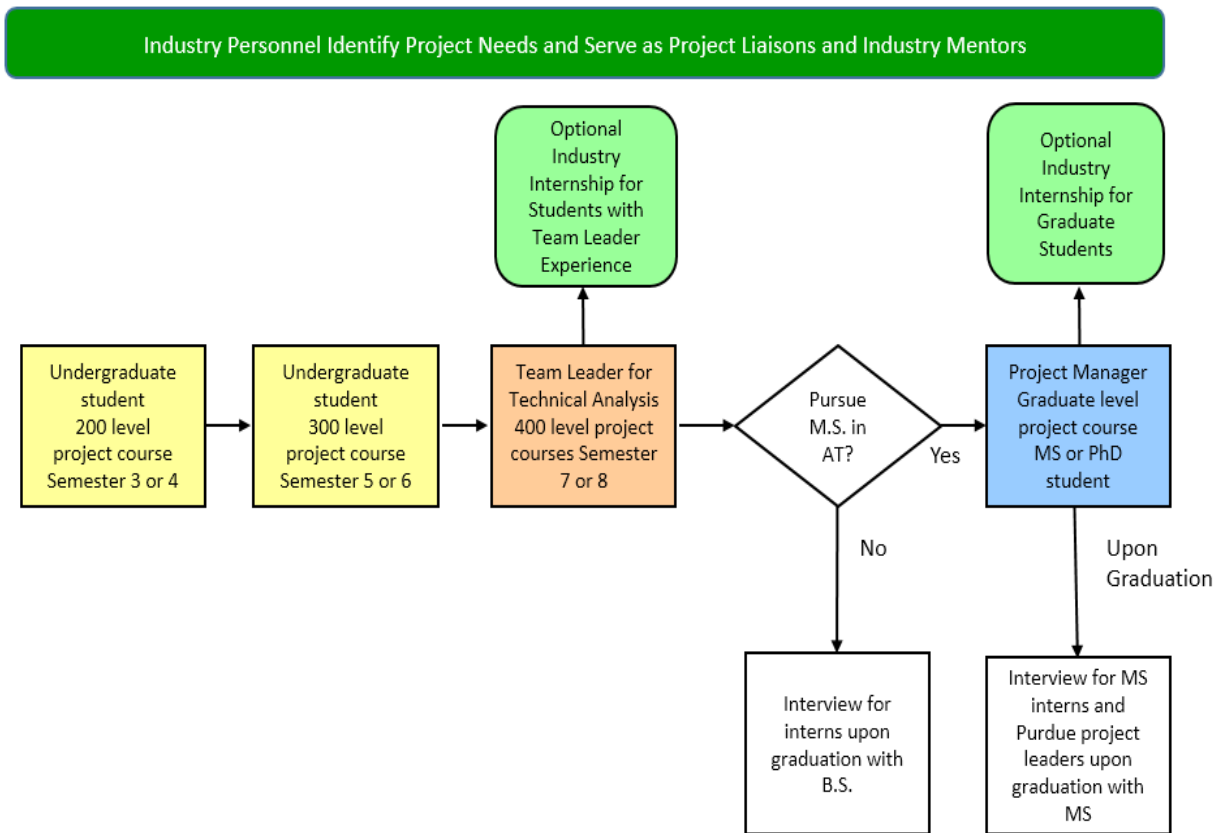 Industry Personnel Identify Project Needs and Serve as Project Liaisons and Industry Mentors
Optional
Industry
Internship for
Students with
Team Leader
Experience
Optional
Industry
Internship for
Graduate
Students
Undergraduate
student
200 level
project course
Semester 3 or 4
Undergraduate
student
300 level
project course
Semester 5 or 6
Team Leader for
Technical Analysis
400 level project
courses Semester
7 or 8
Pursue
M.S. in
AT?
Yes
Project Manager
Graduate level
project course
MS or PhD
student
No
Upon
Graduation
Interview for
interns upon
graduation with
B.S.
Interview for MS
interns and
Purdue project
leaders upon
graduation with
MS